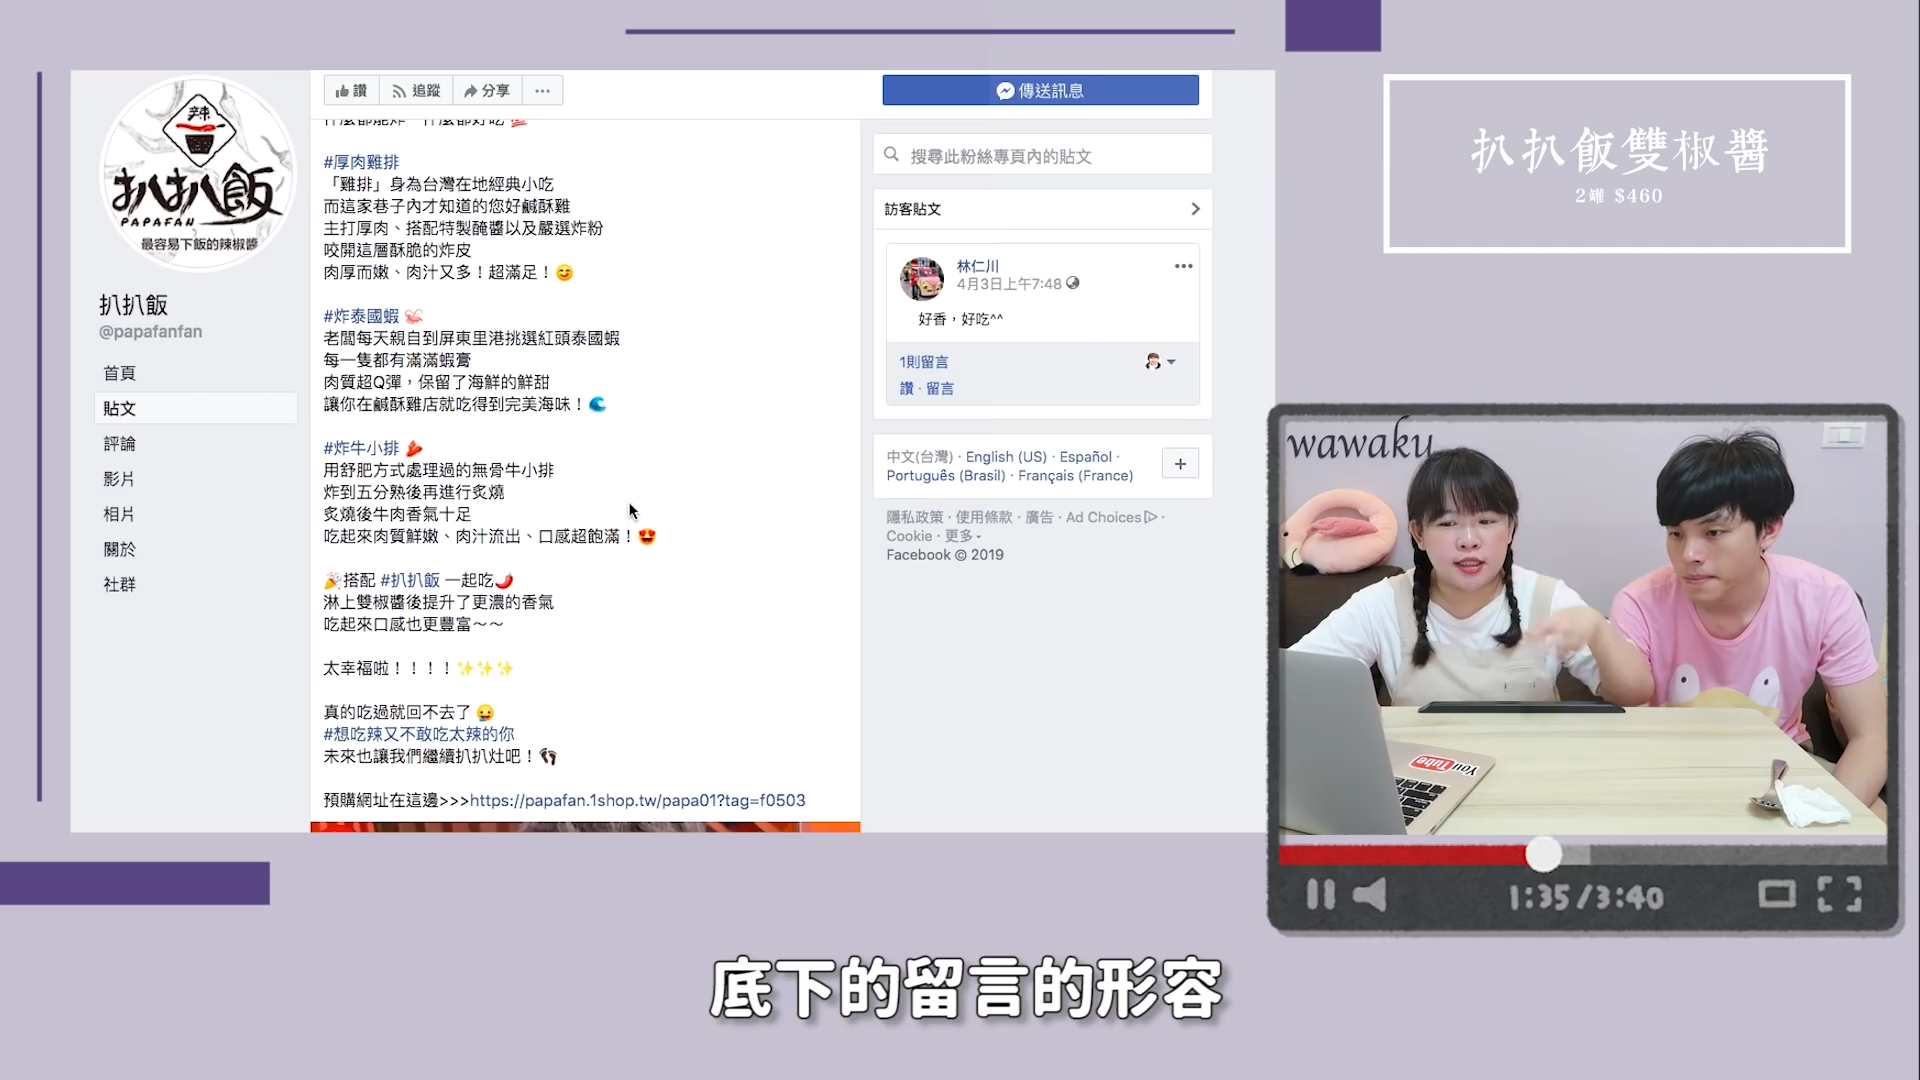 辣
扒扒飯
PAPAFAN
最容易下飯的辣椒醬
扒扒飯
@papafanfan
首頁
貼文
評論
影片
相片
關於
社群
讚 追蹤 分享 ...
什麼都能炸、什麼都好吃
#厚肉雞排
「雞排」身為台灣在地經典小吃
而這家巷子內才知道的您好鹹酥雞
主打厚肉、搭配特製醃醬以及嚴選炸粉
咬開這層酥脆的炸皮
肉厚而嫩、肉汁又多！超滿足！😊
#炸泰國蝦 🦐
老闆每天親自到屏東里港挑選紅頭泰國蝦
每一隻都有滿滿蝦膏
肉質超Q彈，保留了海鮮的鮮甜
讓你在鹹酥雞店就吃得到完美海味！🌊
#炸牛小排 🍖
用舒肥方式處理過的無骨牛小排
炸到五分熟後再進行炙燒
炙燒後牛肉香氣十足
吃起來肉質鮮嫩、肉汁流出、口感超飽滿！😍
🎉搭配 #扒扒飯 一起吃🌶
淋上雙椒醬後提升了更濃的香氣
吃起來口感也更豐富～～
太幸福啦！！！！✨✨✨
真的吃過就回不去了😛
#想吃辣又不敢吃太辣的你
未來也讓我們繼續扒扒灶吧！👣
預購網址在這邊>>>https://papafan.1shop.tw/papa01?tag=f0503
傳送訊息
搜尋此粉絲專頁內的貼文
訪客貼文
林仁川
4月3日上午7:48
好香，好吃^^
1則留言
讚 · 留言
中文(台灣) · English (US) · Español ·
Português (Brasil) · Français (France)
隱私政策 · 使用條款 · 廣告 · Ad Choices ·
Cookie · 更多
Facebook © 2019
扒扒飯雙椒醬
2罐 $460
wawaku
YouTube
1:35/3:40
底下的留言的形容